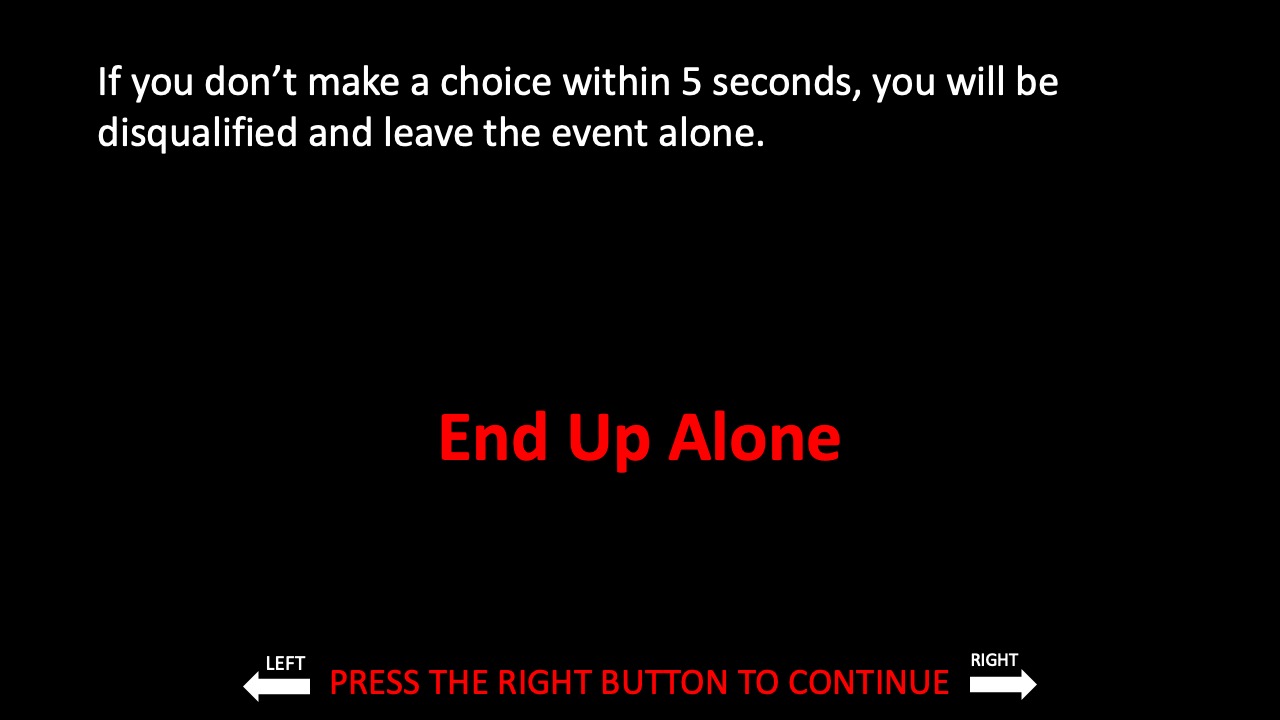 If you don’t make a choice within 5 seconds, you will be
disqualified and leave the event alone.
End Up Alone
LEFT
PRESS THE RIGHT BUTTON TO CONTINUE
RIGHT